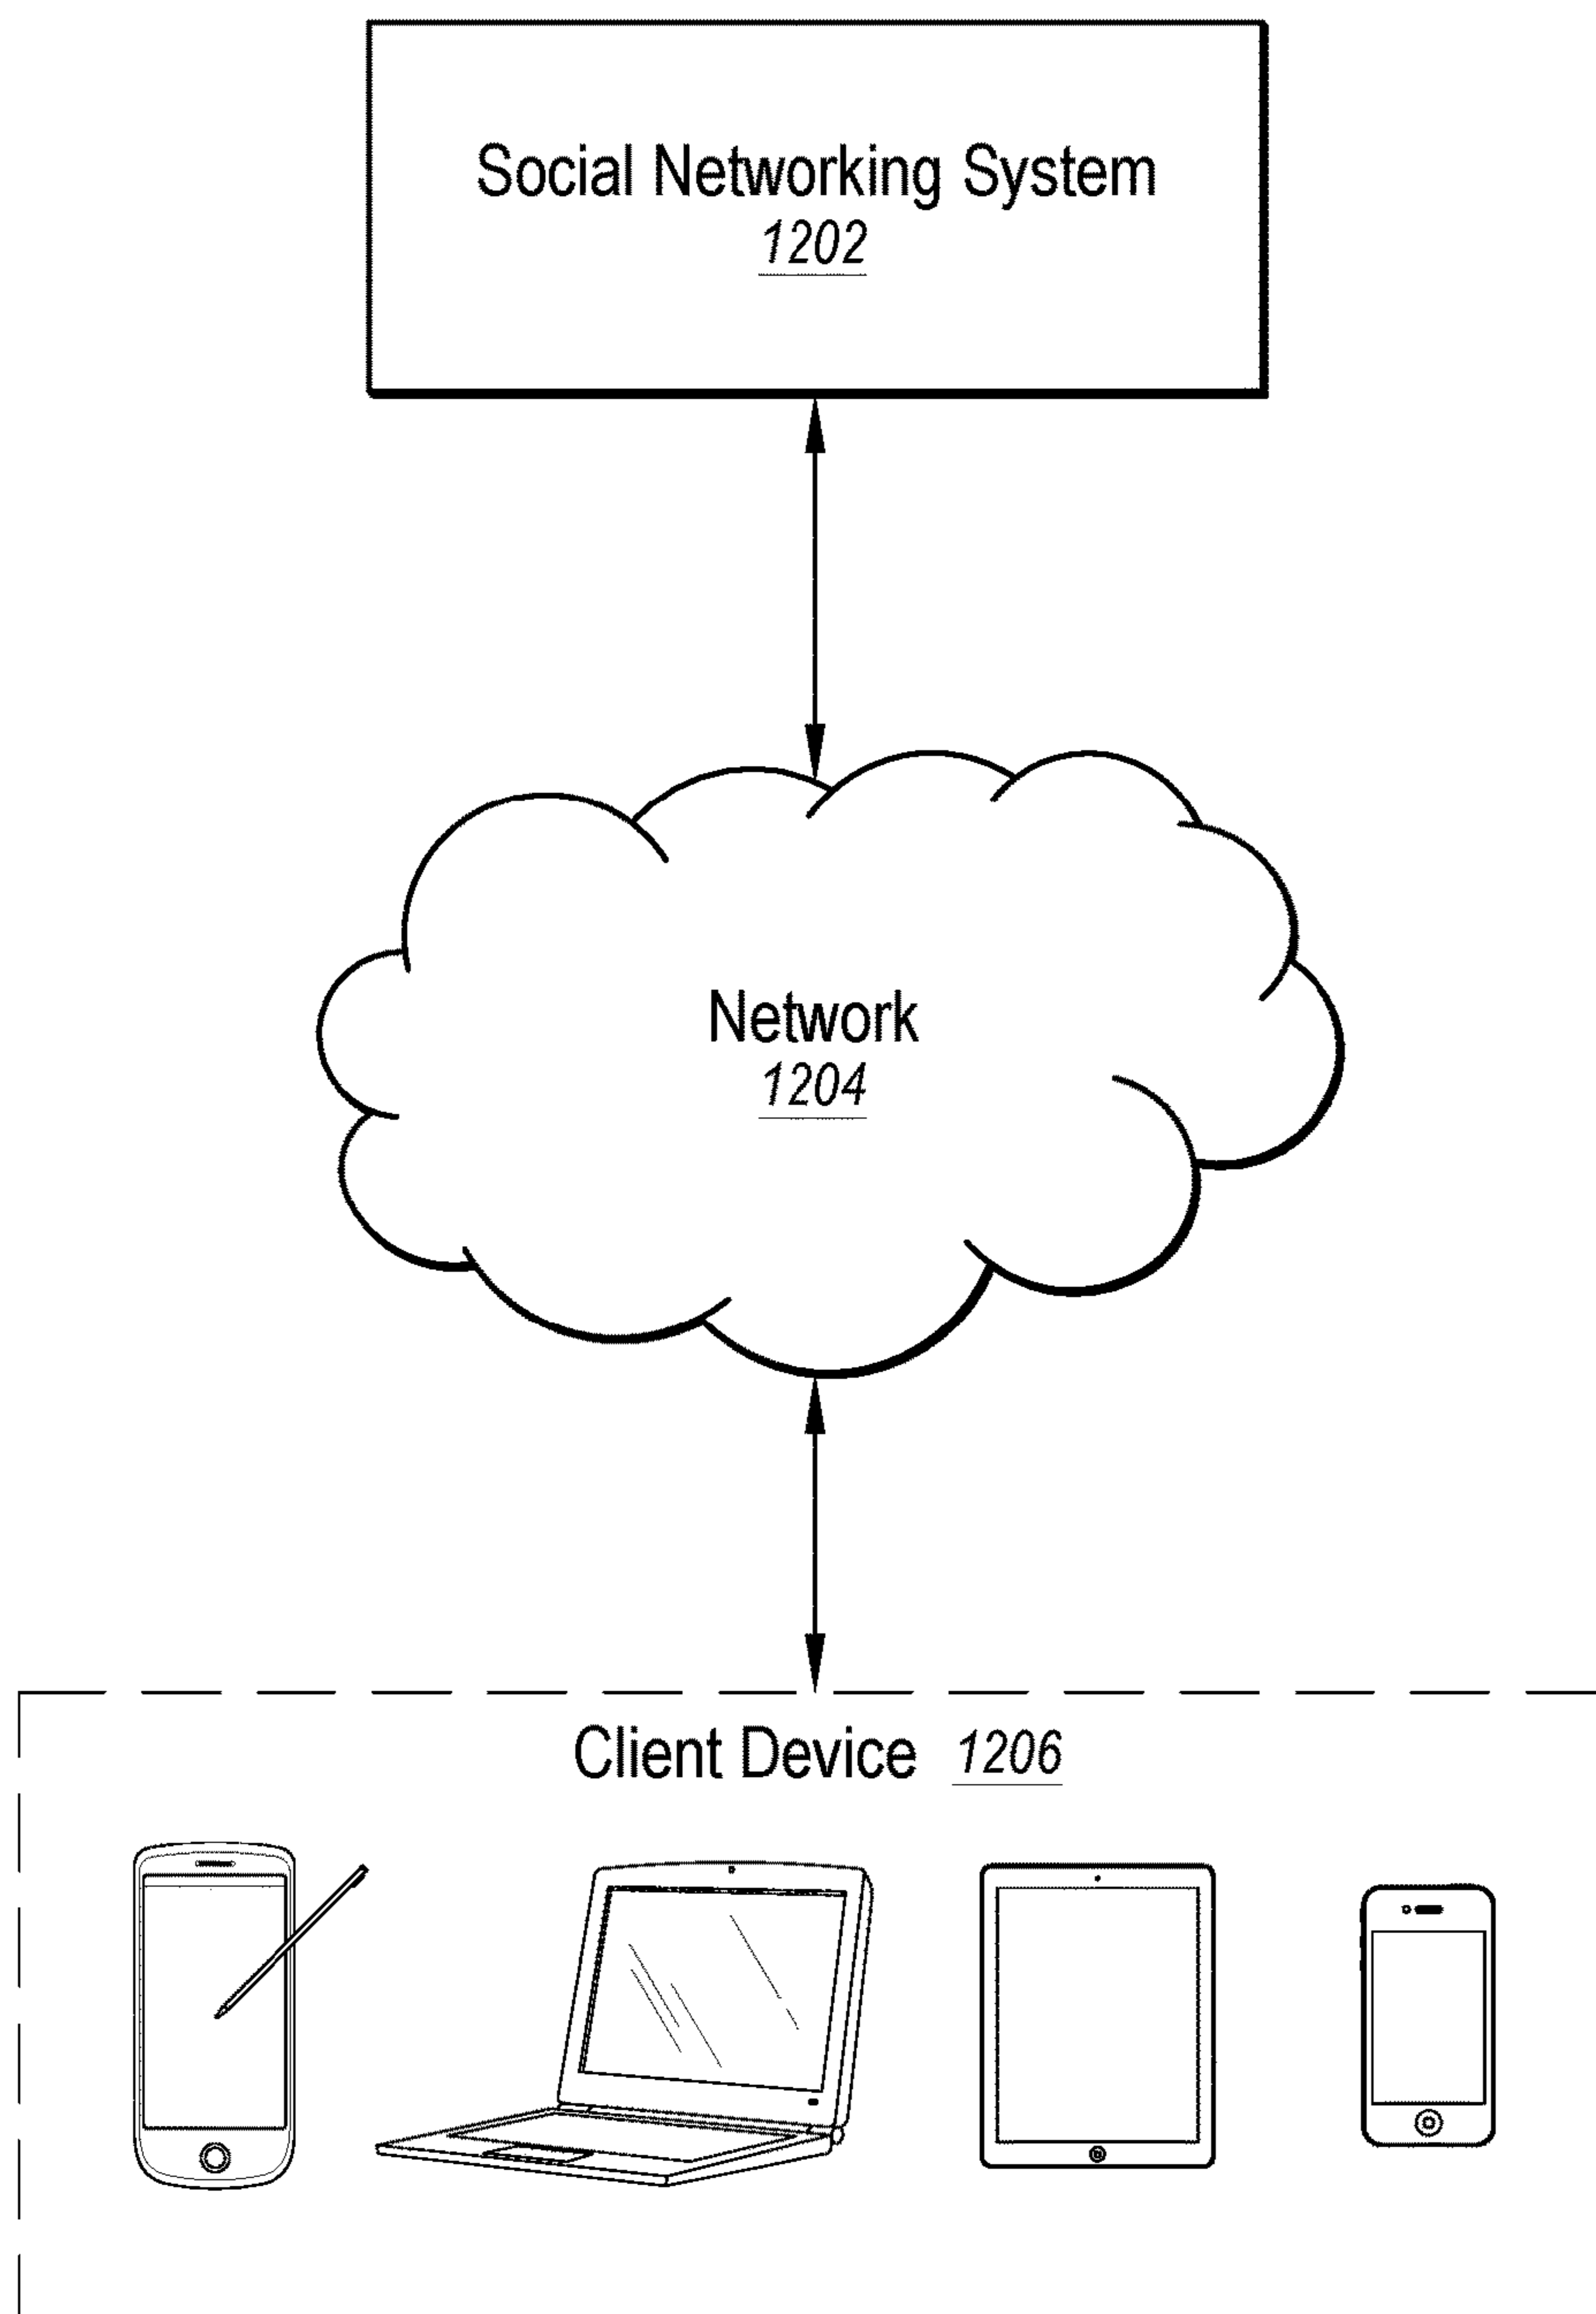 Social Networking System
1202
Network
1204
Client Device 1206